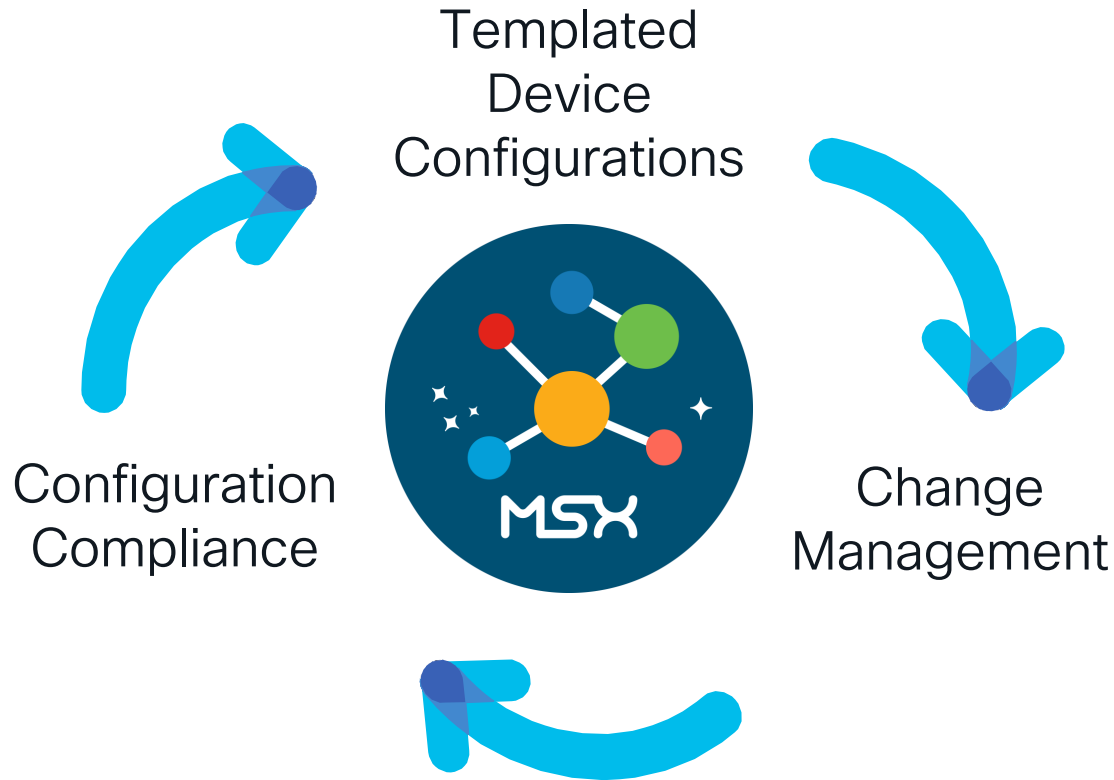 Templated
Device
Configurations
Configuration
Compliance
MSX
Change
Management